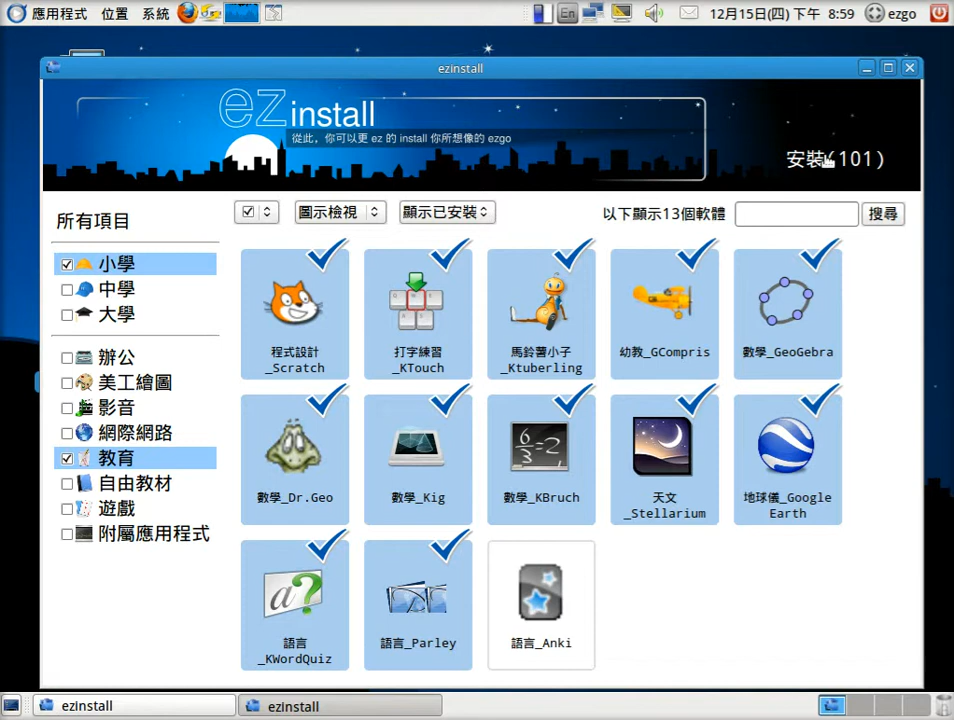 應用程式 位置 系統
En
12月15日(四) 下午 8:59
ezgo
ezinstall
ezinstall
從此，你可以更 ez 的 install 你所想像的 ezgo
安裝(101)
所有項目
圖示檢視
顯示已安裝
以下顯示13個軟體
搜尋
小學
中學
大學
辦公
美工繪圖
影音
網際網路
教育
自由教材
遊戲
附屬應用程式
程式設計
_Scratch
打字練習
_KTouch
馬鈴薯小子
_Ktuberling
幼教_GCompris
數學_GeoGebra
數學_Dr.Geo
數學_Kig
6/3=2
數學_KBruch
天文
_Stellarium
地球儀_Google
Earth
a?
語言
_KWordQuiz
語言_Parley
語言_Anki
ezinstall
ezinstall